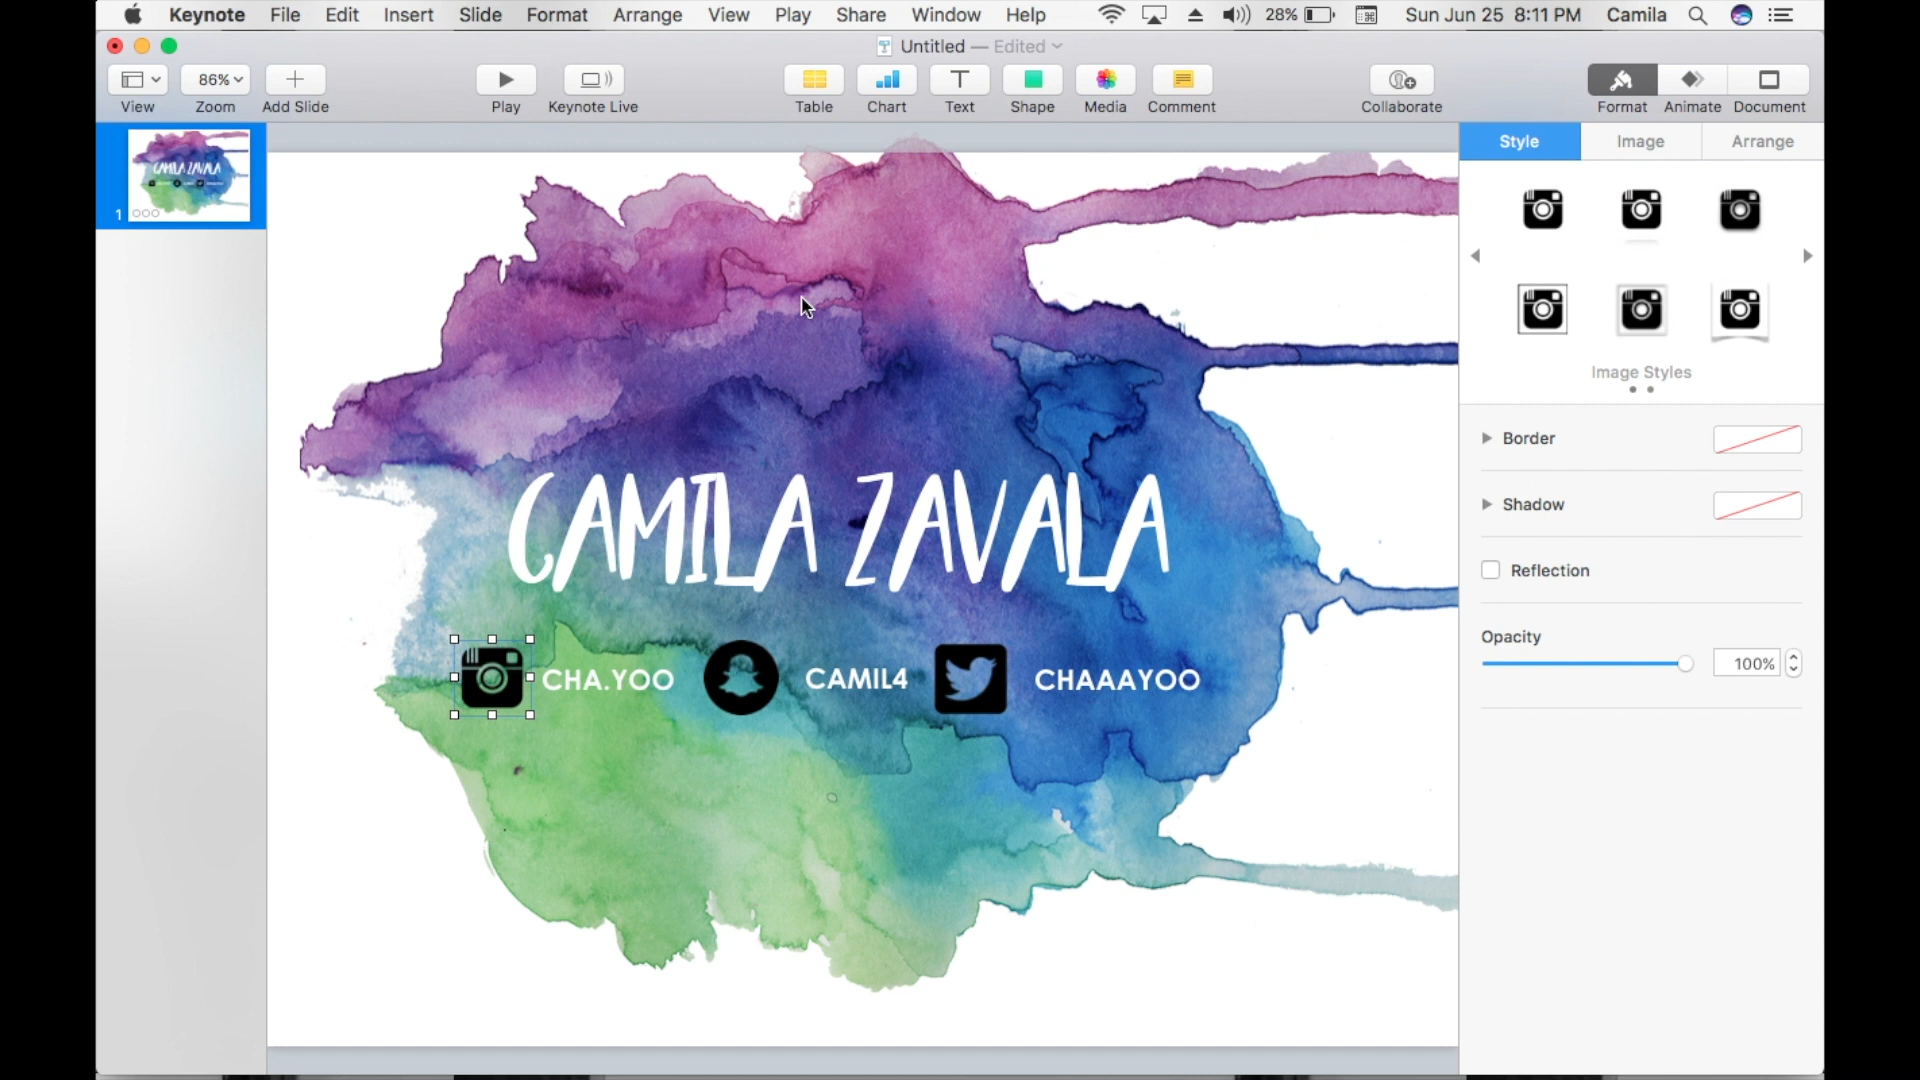 Keynote File Edit Insert Slide Format Arrange View Play Share Window Help 28% Sun Jun 25 8:11 PM Camila
Untitled — Edited
86%
View Zoom Add Slide Play Keynote Live Table Chart Text Shape Media Comment Collaborate Format Animate Document
Style Image Arrange
CAMILA ZAVALA
1
Image Styles
Border
Shadow
Reflection
Opacity
100%
CAMILA ZAVALA
CHA.YOO CAMIL4 CHAAAYOO